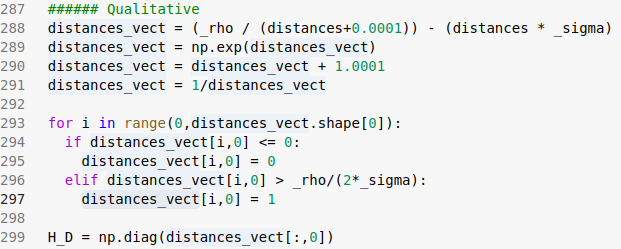 287 ###### Qualitative
288 distances_vect = (_rho / (distances+0.0001)) - (distances * _sigma)
289 distances_vect = np.exp(distances_vect)
290 distances_vect = distances_vect + 1.0001
291 distances_vect = 1/distances_vect
292
293 for i in range(0,distances_vect.shape[0]):
294   if distances_vect[i,0] <= 0:
295     distances_vect[i,0] = 0
296   elif distances_vect[i,0] > _rho/(2*_sigma):
297     distances_vect[i,0] = 1
298
299 H_D = np.diag(distances_vect[:,0])